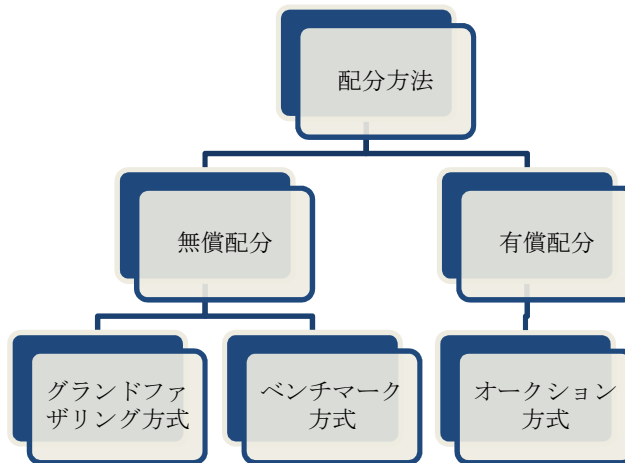 配分方法
無償配分
有償配分
グランドファ
ザリング方式
ベンチマーク
方式
オークション
方式